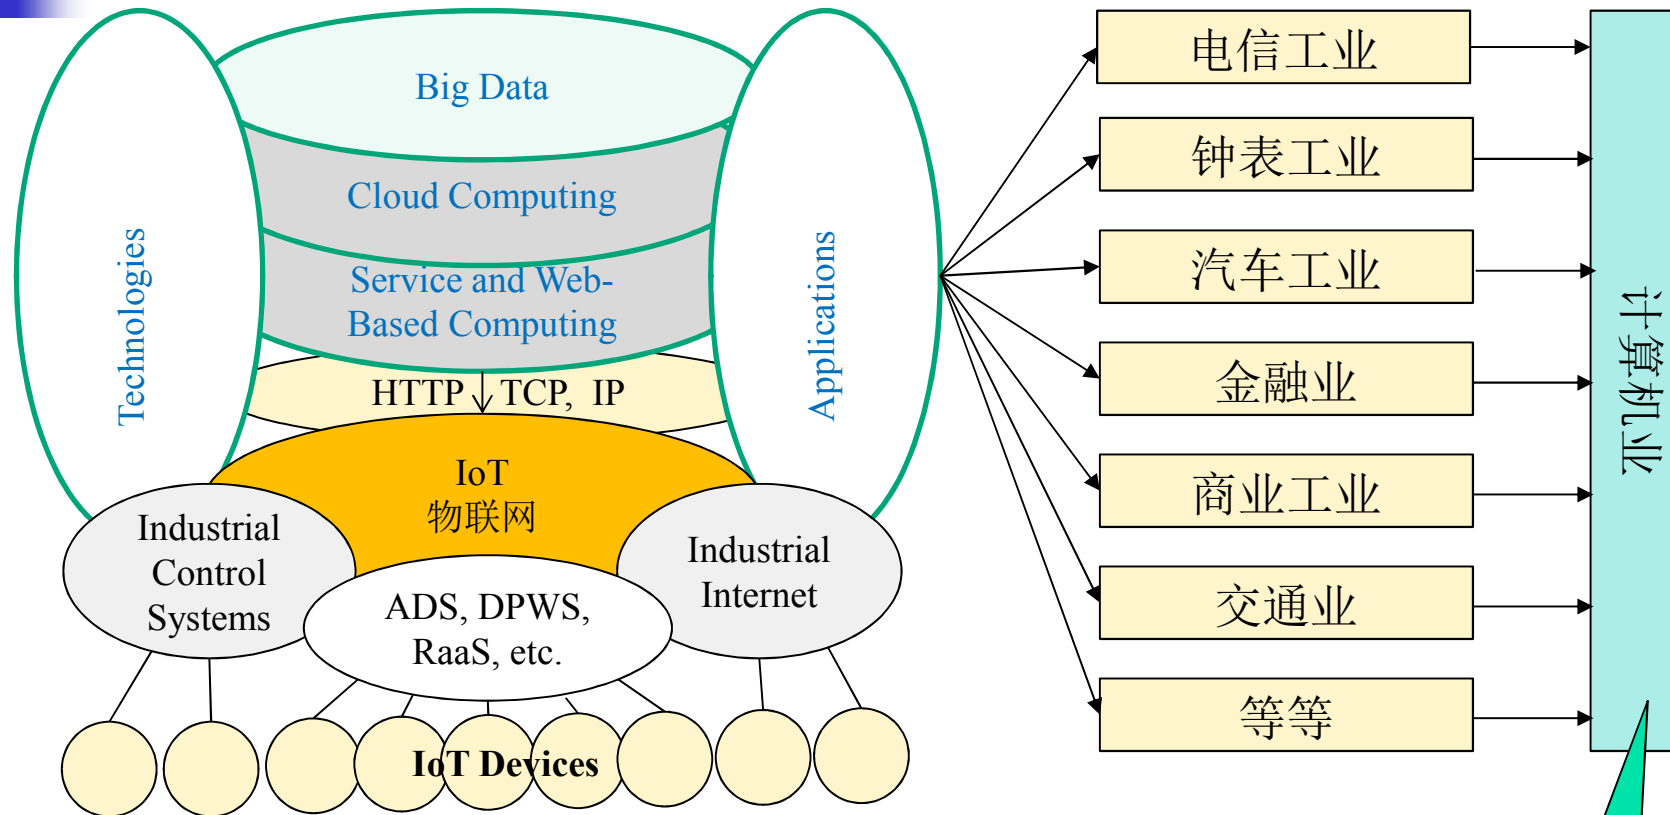 Big Data
Cloud Computing
Service and Web-
Based Computing
Technologies
Applications
HTTP TCP, IP
IoT
物联网
Industrial
Control
Systems
Industrial
Internet
ADS, DPWS,
RaaS, etc.
IoT Devices
电信工业
钟表工业
汽车工业
金融业
商业工业
交通业
等等
计算机业